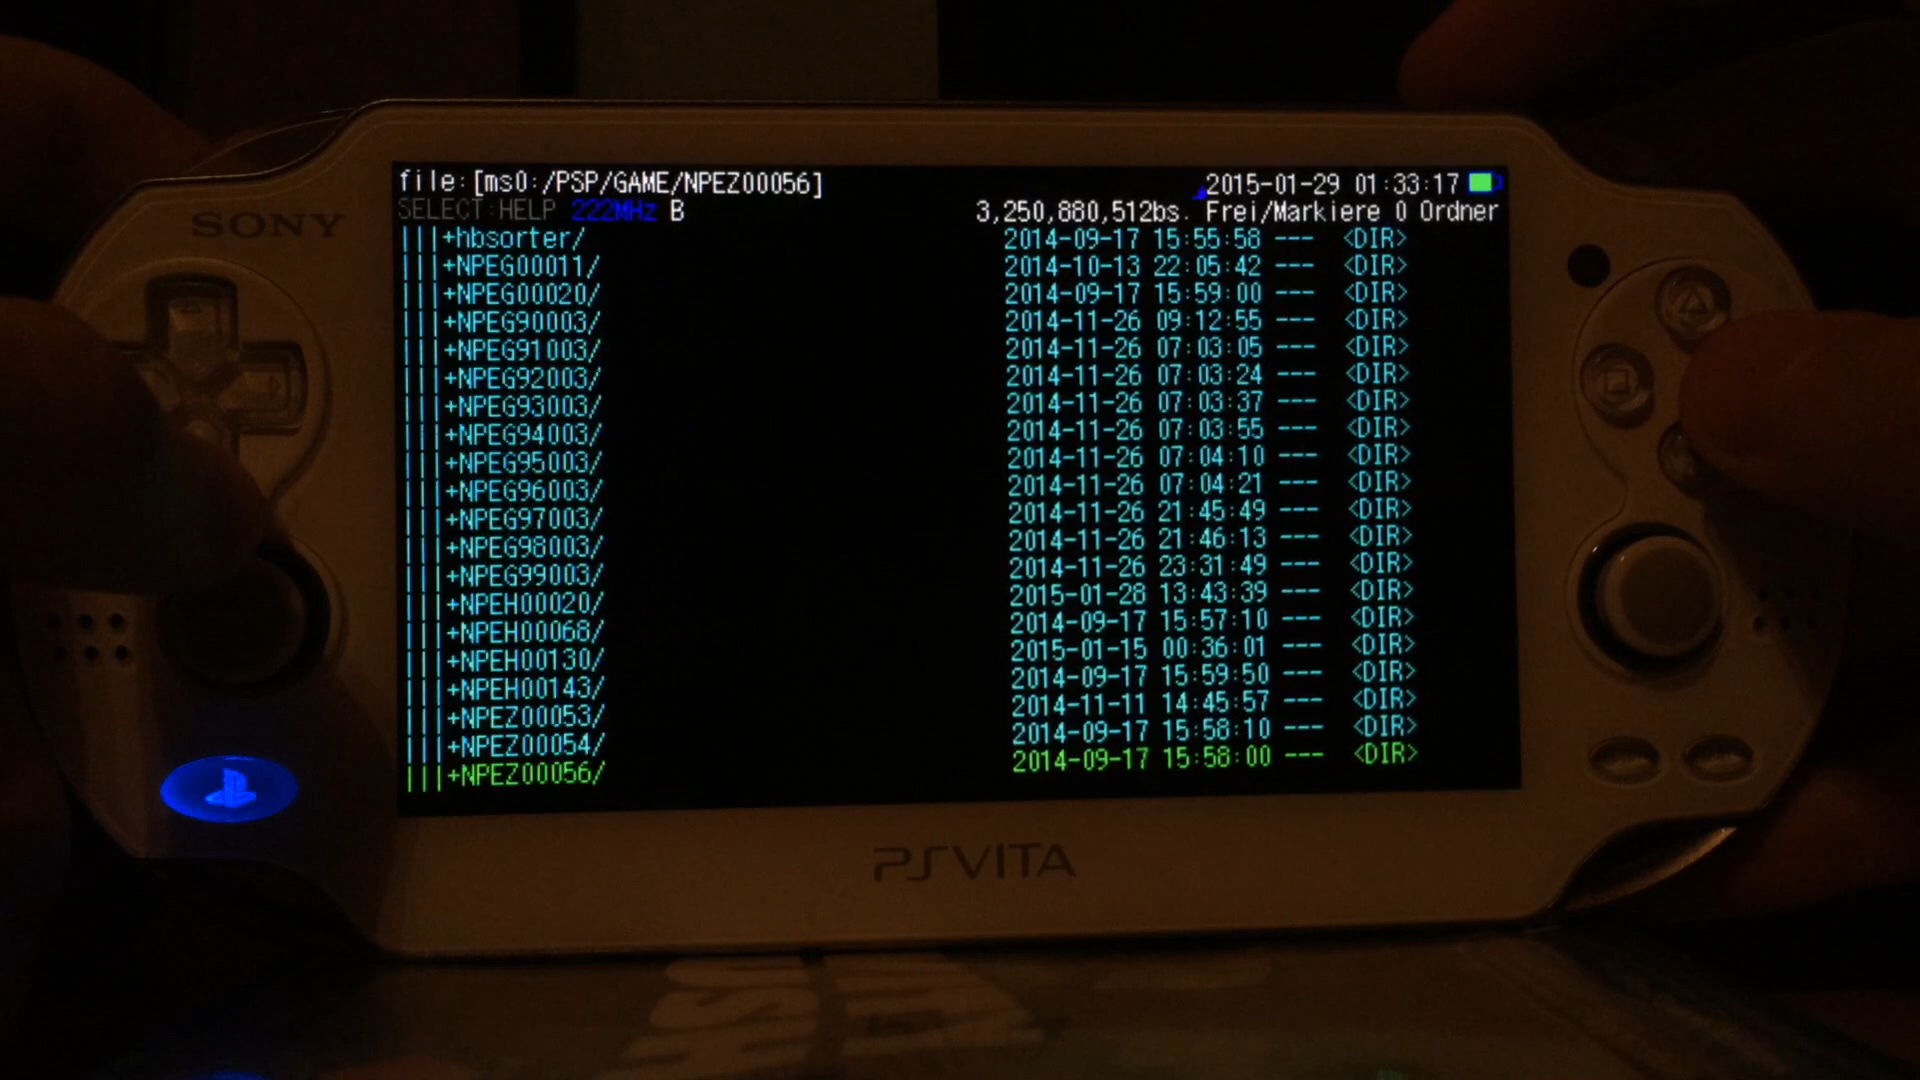 SONY
file:[ms0:/PSP/GAME/NPEZ00056] 2015-01-29 01:33:17
SELECT:HELP 222MHz B 3,250,880,512bs. Frei/Markiere 0 Ordner
|||+hbsorter/ 2014-09-17 15:55:58 --- <DIR>
|||+NPEG00011/ 2014-10-13 22:05:42 --- <DIR>
|||+NPEG00020/ 2014-09-17 15:59:00 --- <DIR>
|||+NPEG90003/ 2014-11-26 09:12:55 --- <DIR>
|||+NPEG91003/ 2014-11-26 07:03:05 --- <DIR>
|||+NPEG92003/ 2014-11-26 07:03:24 --- <DIR>
|||+NPEG93003/ 2014-11-26 07:03:37 --- <DIR>
|||+NPEG94003/ 2014-11-26 07:03:55 --- <DIR>
|||+NPEG95003/ 2014-11-26 07:04:10 --- <DIR>
|||+NPEG96003/ 2014-11-26 07:04:21 --- <DIR>
|||+NPEG97003/ 2014-11-26 21:45:49 --- <DIR>
|||+NPEG98003/ 2014-11-26 21:46:13 --- <DIR>
|||+NPEG99003/ 2014-11-26 23:31:49 --- <DIR>
|||+NPEH00020/ 2015-01-28 13:43:39 --- <DIR>
|||+NPEH00068/ 2014-09-17 15:57:10 --- <DIR>
|||+NPEH00130/ 2015-01-15 00:36:01 --- <DIR>
|||+NPEH00143/ 2014-09-17 15:59:50 --- <DIR>
|||+NPEZ00053/ 2014-11-11 14:45:57 --- <DIR>
|||+NPEZ00054/ 2014-09-17 15:58:10 --- <DIR>
|||+NPEZ00056/ 2014-09-17 15:58:00 --- <DIR>
PSVITA